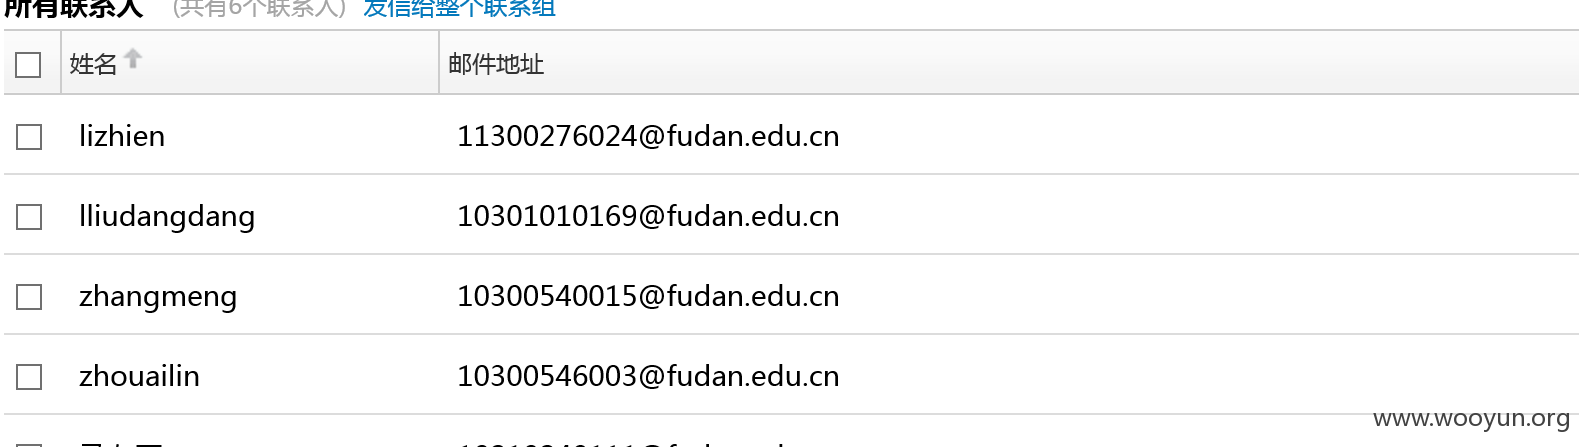 所有联系人 (共有6个联系人) 发信给整个联系组
姓名 邮件地址
lizhien 11300276024@fudan.edu.cn
lliudangdang 10301010169@fudan.edu.cn
zhangmeng 10300540015@fudan.edu.cn
zhouailin 10300546003@fudan.edu.cn
www.wooyun.org